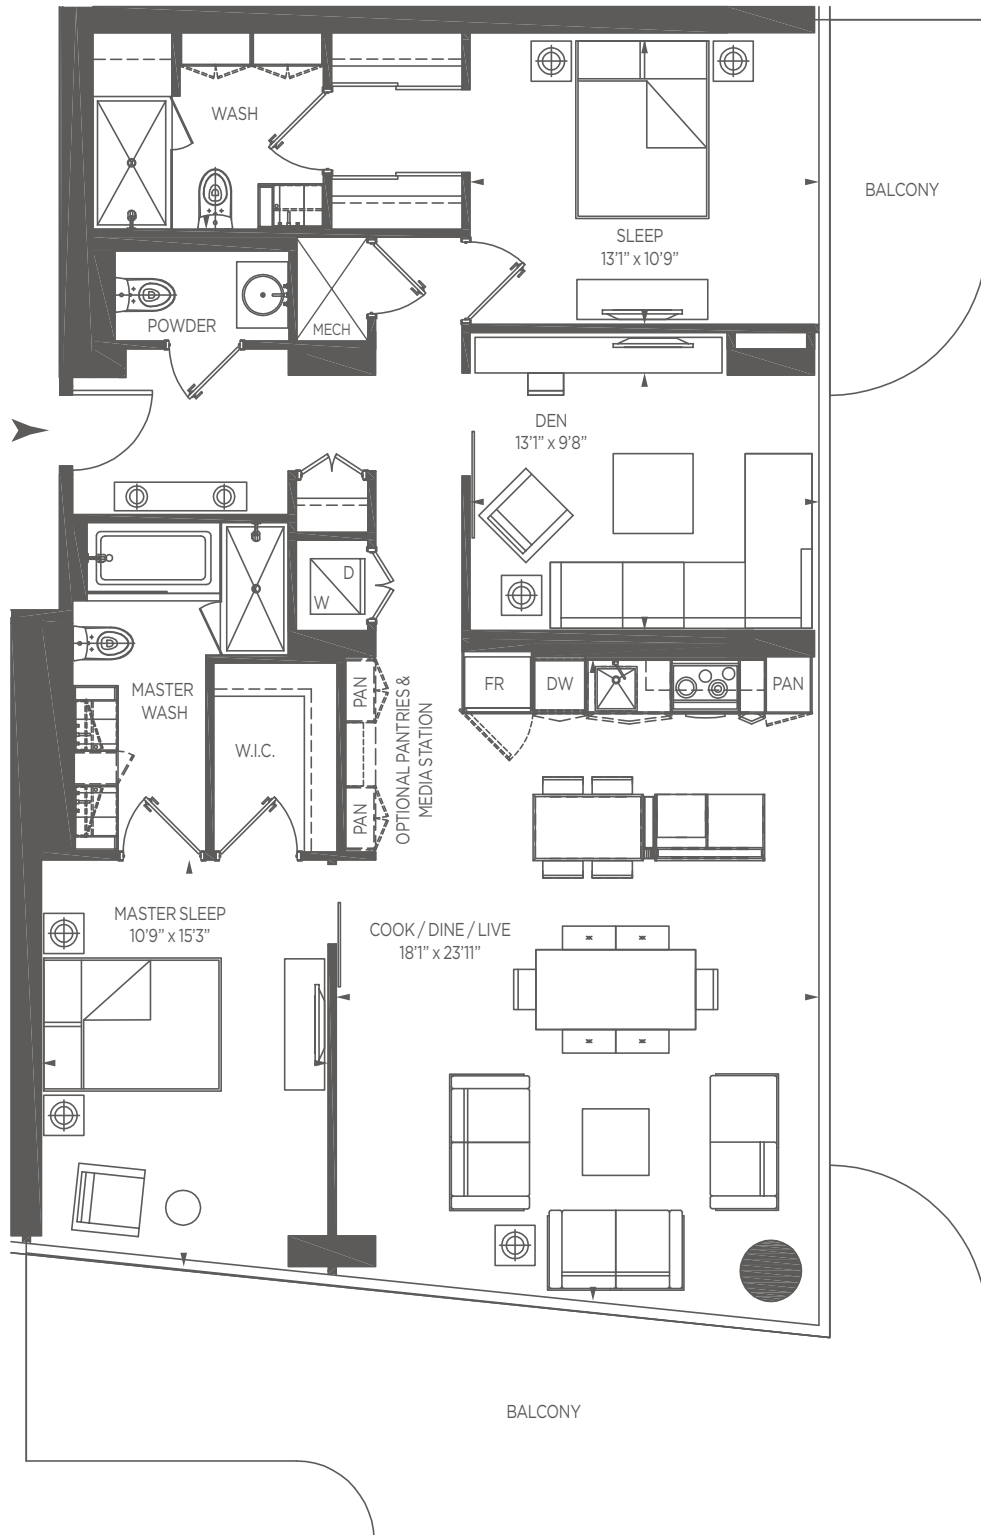 WASH
BALCONY
SLEEP
13'1" x 10'9"
POWDER
MECH
DEN
13'1" x 9'8"
D
W
MASTER
WASH
W.I.C.
PAN
PAN
OPTIONAL PANTRIES &
MEDIA STATION
FR
DW
PAN
MASTER SLEEP
10'9" x 15'3"
COOK / DINE / LIVE
18'1" x 23'11"
BALCONY